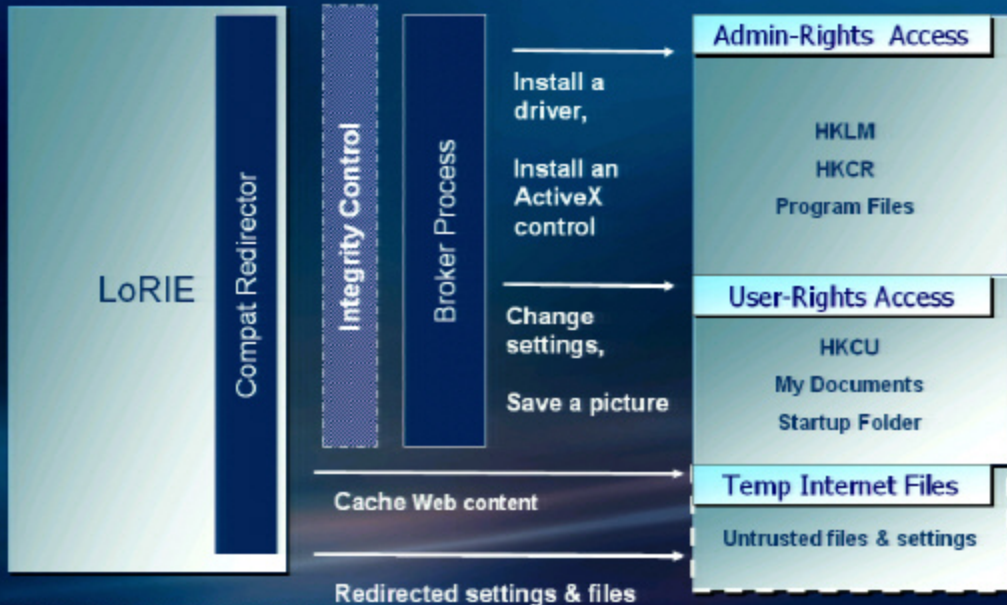 LoRIE
Compat Redirector
Integrity Control
Broker Process
Install a
driver,
Install an
ActiveX
control
Change
settings,
Save a picture
Cache Web content
Redirected settings & files
Admin-Rights Access
HKLM
HKCR
Program Files
User-Rights Access
HKCU
My Documents
Startup Folder
Temp Internet Files
Untrusted files & settings